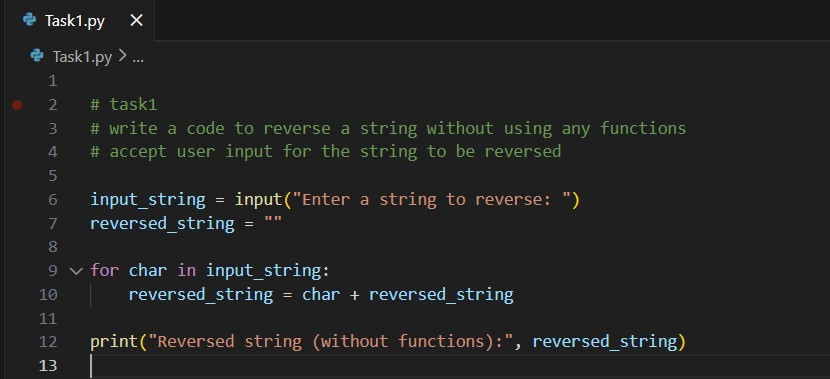 Task1.py
Task1.py > ...
1
2 # task1
3 # write a code to reverse a string without using any functions
4 # accept user input for the string to be reversed
5
6 input_string = input("Enter a string to reverse: ")
7 reversed_string = ""
8
9 for char in input_string:
10     reversed_string = char + reversed_string
11
12 print("Reversed string (without functions):", reversed_string)
13